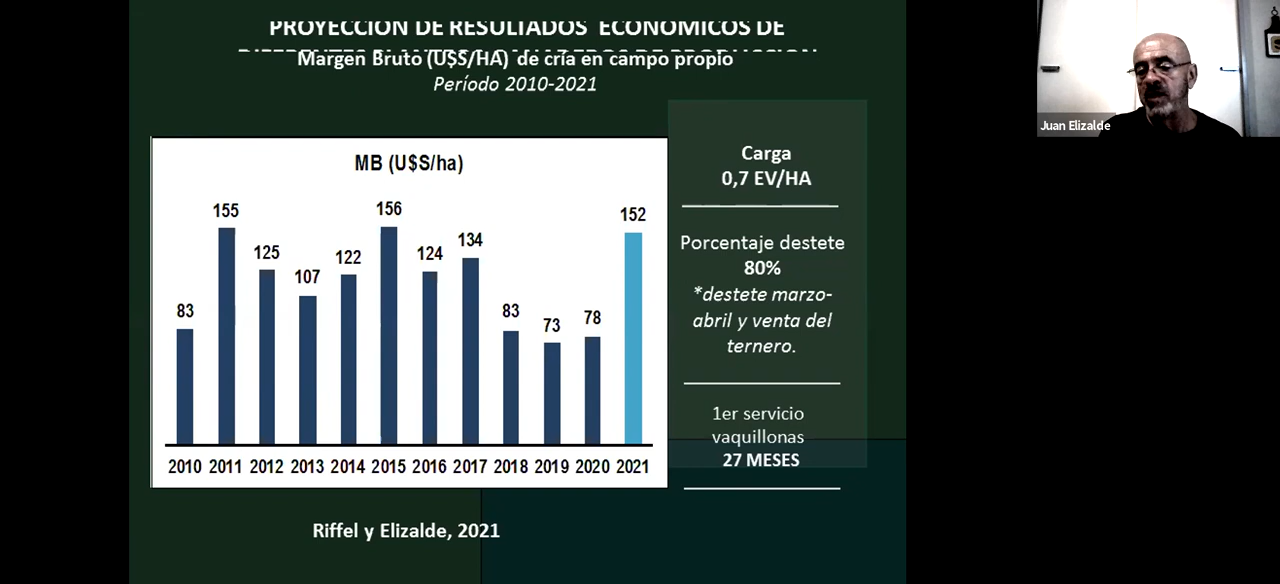 PROYECCION DE RESULTADOS ECONOMICOS DE
Margen Bruto (U$S/HA) de cría en campo propio
Período 2010-2021
MB (U$S/ha)
83
155
125
107
122
156
124
134
83
73
78
152
2010 2011 2012 2013 2014 2015 2016 2017 2018 2019 2020 2021
Carga
0,7 EV/HA
Porcentaje destete
80%
*destete marzo-
abril y venta del
ternero.
1er servicio
vaquillonas
27 MESES
Riffel y Elizalde, 2021
Juan Elizalde